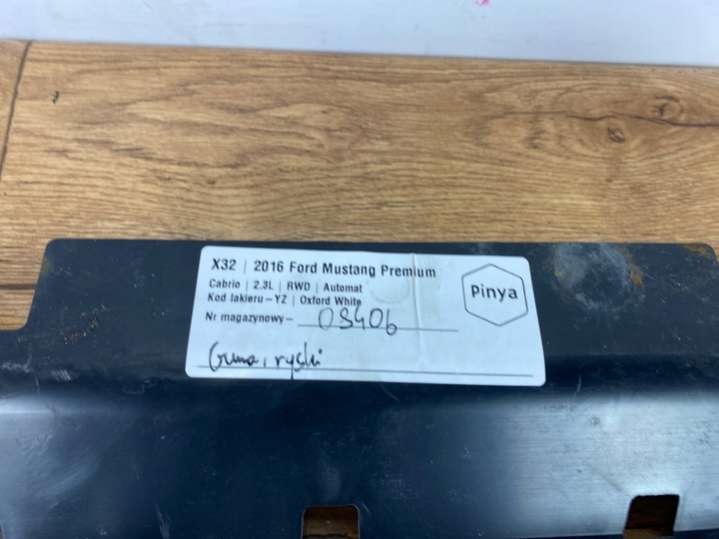 X32 | 2016 Ford Mustang Premium
Cabrio | 2.3L | RWD | Automat
Kod lakieru – YZ | Oxford White
Nr magazynowy – 03406
Guma, ryski
Pinya